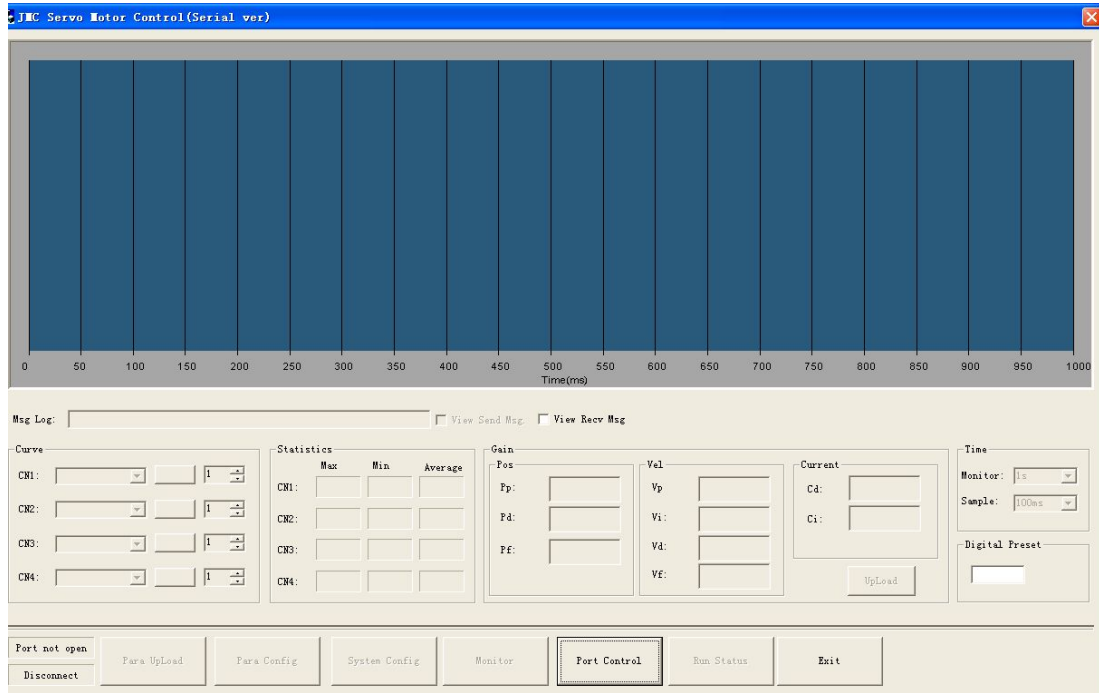 JMC Servo Motor Control(Serial ver)
0 50 100 150 200 250 300 350 400 450 500 550 600 650 700 750 800 850 900 950 1000
Time(ms)
Msg Log: View Send Msg View Recv Msg
Curve
CN1: 1
CN2: 1
CN3: 1
CN4: 1
Statistics
Max Min Average
CN1:
CN2:
CN3:
CN4:
Gain
Pos
Pp:
Pd:
Pf:
Vel
Vp
Vi:
Vd:
Vf:
Current
Cd:
Ci:
UpLoad
Time
Monitor: 1s
Sample: 100ms
Digital Preset
Port not open
Disconnect
Para UpLoad Para Config System Config Monitor Port Control Run Status Exit